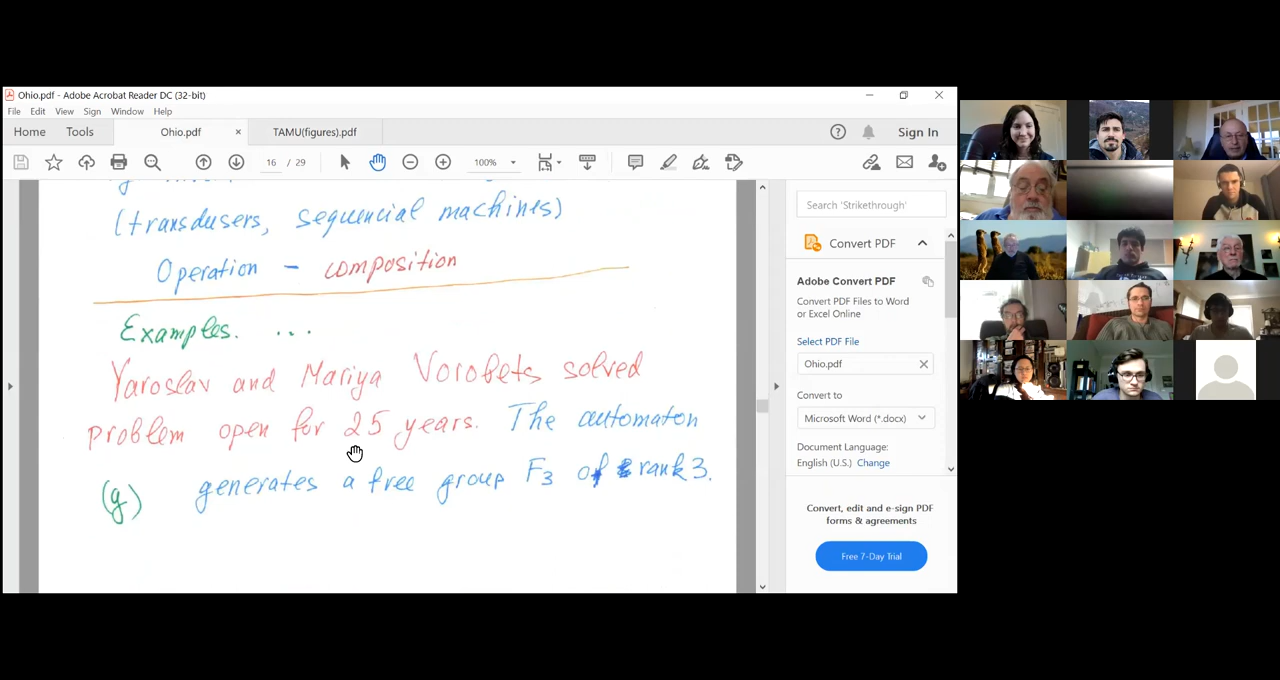 Ohio.pdf - Adobe Acrobat Reader DC (32-bit)
File Edit View Sign Window Help
Home Tools Ohio.pdf × TAMU(figures).pdf Sign In
16 / 29 100%
(transdusers, sequencial machines)
Operation – composition
Examples. ...
Yaroslav and Mariya Vorobets solved
problem open for 25 years. The automaton
(g) generates a free group F3 of rank 3.
Search 'Strikethrough'
Convert PDF
Adobe Convert PDF
Convert PDF Files to Word
or Excel Online
Select PDF File
Ohio.pdf
Convert to
Microsoft Word (*.docx)
Document Language:
English (U.S.) Change
Convert, edit and e-sign PDF
forms & agreements
Free 7-Day Trial